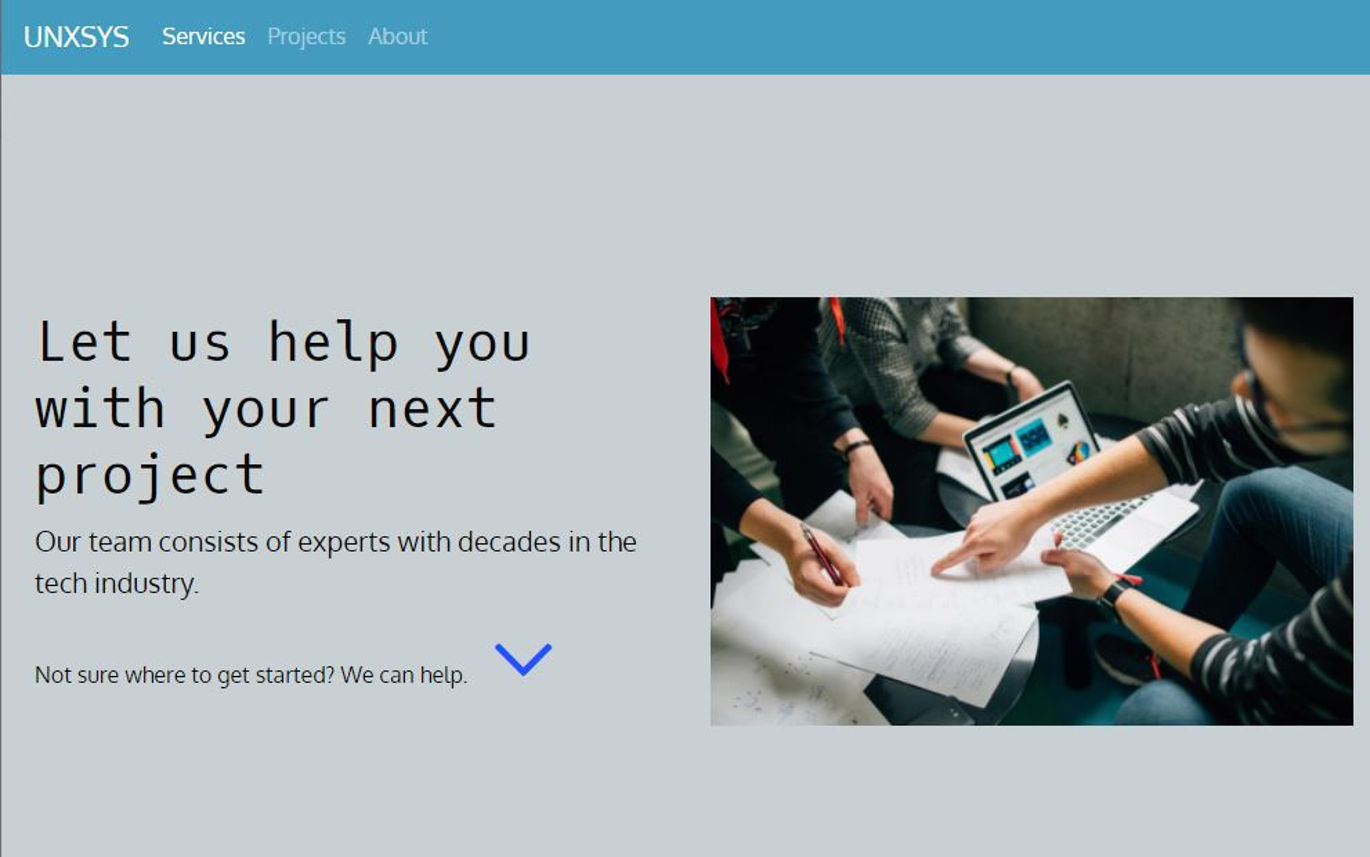 UNXSYS Services Projects About
Let us help you
with your next
project
Our team consists of experts with decades in the
tech industry.
Not sure where to get started? We can help.